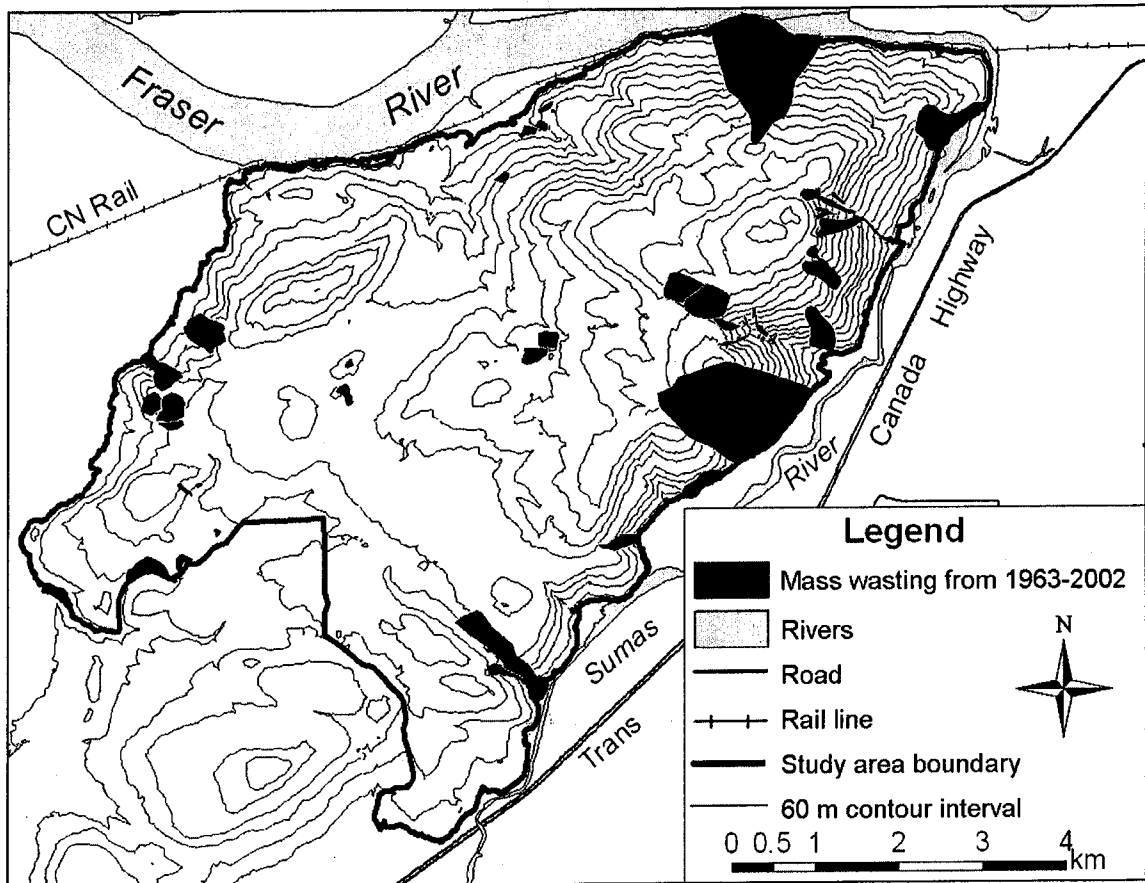 Fraser River
CN Rail
Highway
Canada
River
Sumas
Trans
Legend
Mass wasting from 1963-2002
Rivers
Road
Rail line
Study area boundary
60 m contour interval
N
0 0.5 1 2 3 4
km